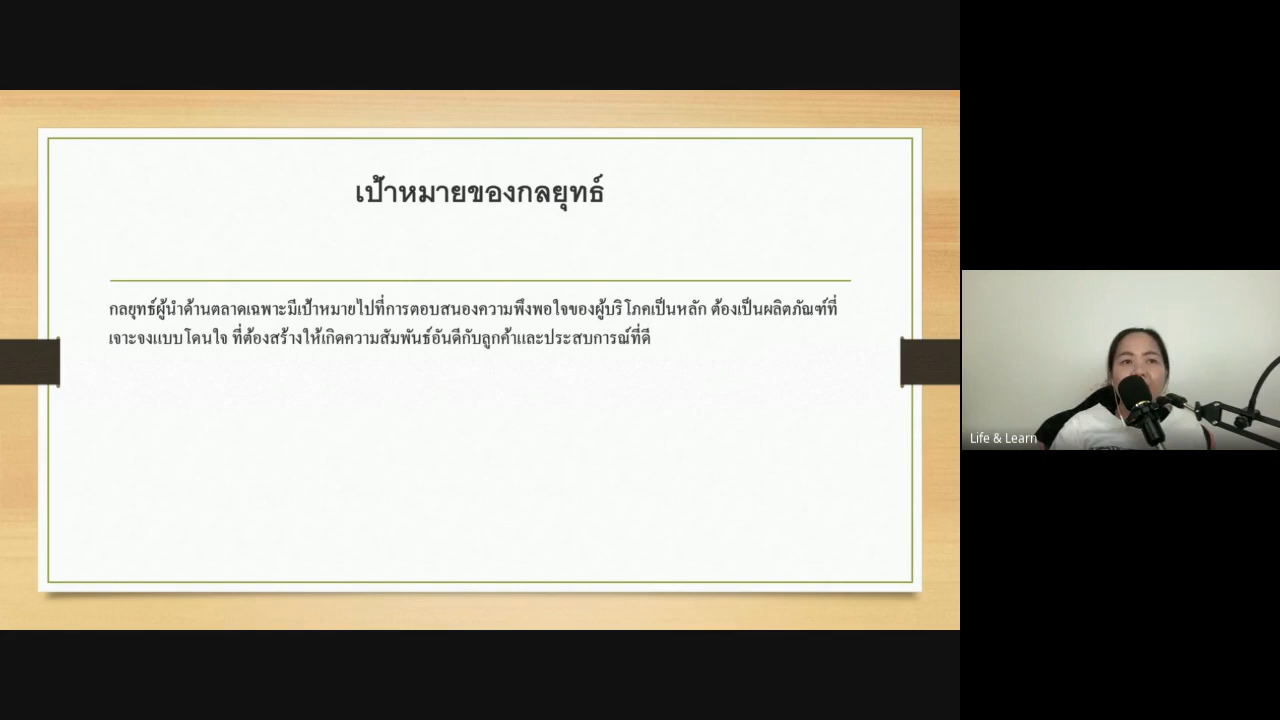 เป้าหมายของกลยุทธ์
กลยุทธ์ผู้นำด้านตลาดเฉพาะมีเป้าหมายไปที่การตอบสนองความพึงพอใจของผู้บริโภคเป็นหลัก ต้องเป็นผลิตภัณฑ์ที่
เจาะจงแบบโดนใจ ที่ต้องสร้างให้เกิดความสัมพันธ์อันดีกับลูกค้าและประสบการณ์ที่ดี
Life & Learn